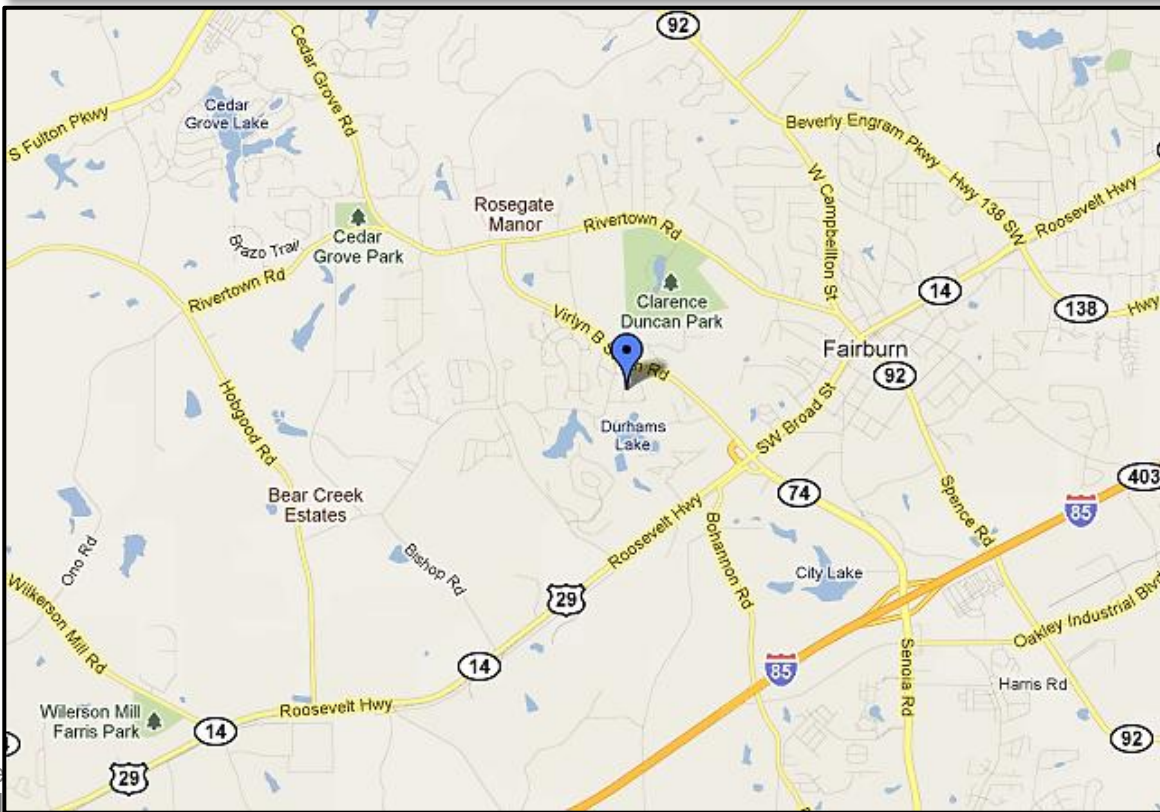 92
Cedar Grove Rd
Cedar
Grove Lake
S Fulton Pkwy
Beverly Engram Pkwy
Hwy 138 SW
Roosevelt Hwy
W Campbellton St
Rosegate
Manor
Rivertown Rd
Cedar
Grove Park
Brazo Trail
Rivertown Rd
14
138
Hwy
Clarence
Duncan Park
Virlyn B
Rd
Fairburn
92
Hobgood Rd
Durhams
Lake
SW Broad St
403
74
85
Spence Rd
Bear Creek
Estates
Roosevelt Hwy
Bohannon Rd
Ono Rd
Bishop Rd
City Lake
29
Wilkerson Mill Rd
Oakley Industrial Blvd
14
85
Senoia Rd
Harris Rd
Wilerson Mill
Farris Park
Roosevelt Hwy
14
92
29